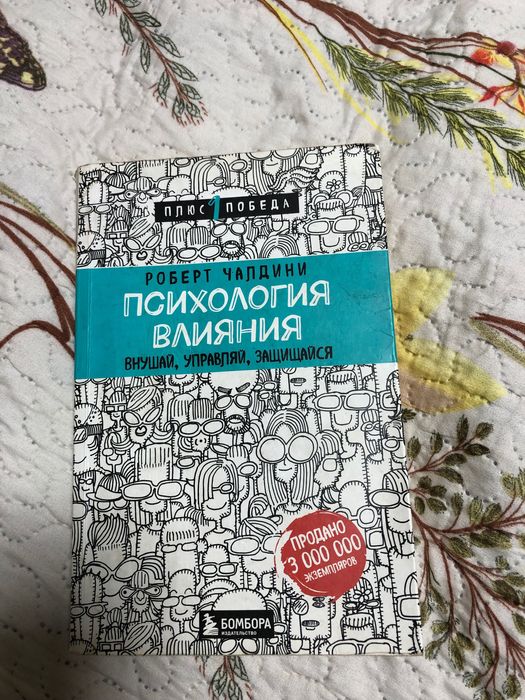 ПЛЮС 1 ПОБЕДА
РОБЕРТ ЧАЛДИНИ
ПСИХОЛОГИЯ
ВЛИЯНИЯ
ВНУШАЙ, УПРАВЛЯЙ, ЗАЩИЩАЙСЯ
ПРОДАНО
3 000 000
ЭКЗЕМПЛЯРОВ
БОМБОРА
ИЗДАТЕЛЬСТВО